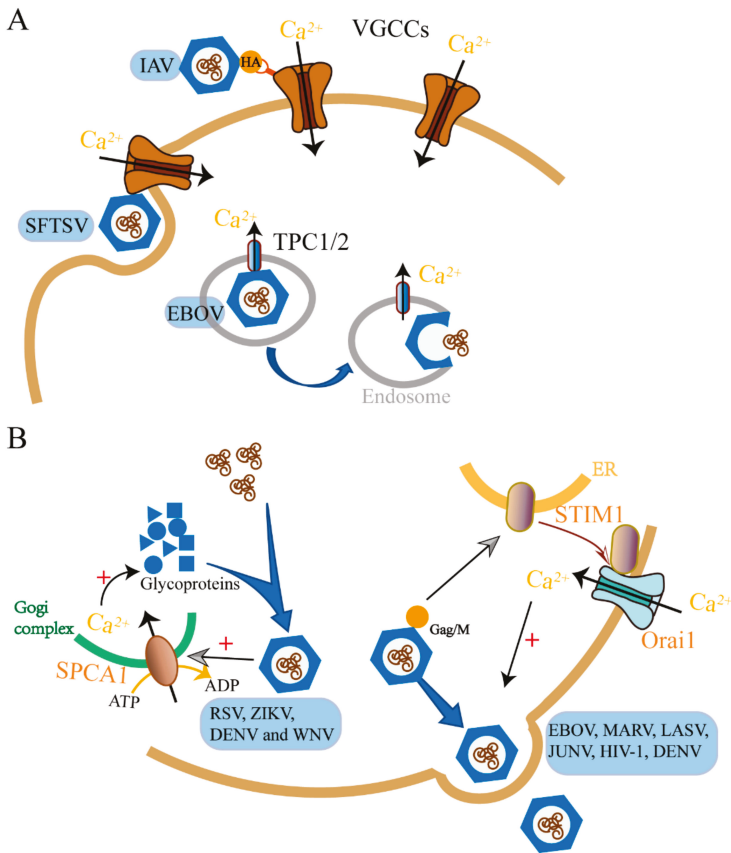 A
Ca2+
VGCCs
Ca2+
IAV
HA
Ca2+
SFTSV
Ca2+
TPC1/2
EBOV
Ca2+
Endosome
B
ER
STIM1
+
Glycoproteins
Ca2+
Gogi
complex
Ca2+
Ca2+
Gag/M
Orai1
+
+
SPCA1
ATP
ADP
RSV, ZIKV,
DENV and WNV
EBOV, MARV, LASV,
JUNV, HIV-1, DENV